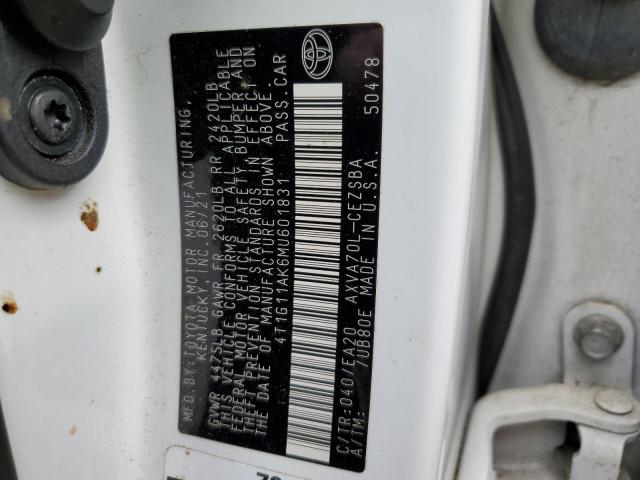 MFD. BY: TOYOTA MOTOR MANUFACTURING,
KENTUCKY, INC. 06/21
GVWR 4475LB GAWR FR 2620LB RR 2420LB
THIS VEHICLE CONFORMS TO ALL APPLICABLE
FEDERAL MOTOR VEHICLE SAFETY, BUMPER, AND
THEFT PREVENTION STANDARDS IN EFFECT ON
THE DATE OF MANUFACTURE SHOWN ABOVE.
4T1G11AK6MU601831 PASS.CAR
C/TR:040/EA20 AXVA70L-CEZSBA
A/TM: /UB80E MADE IN U.S.A. 50478